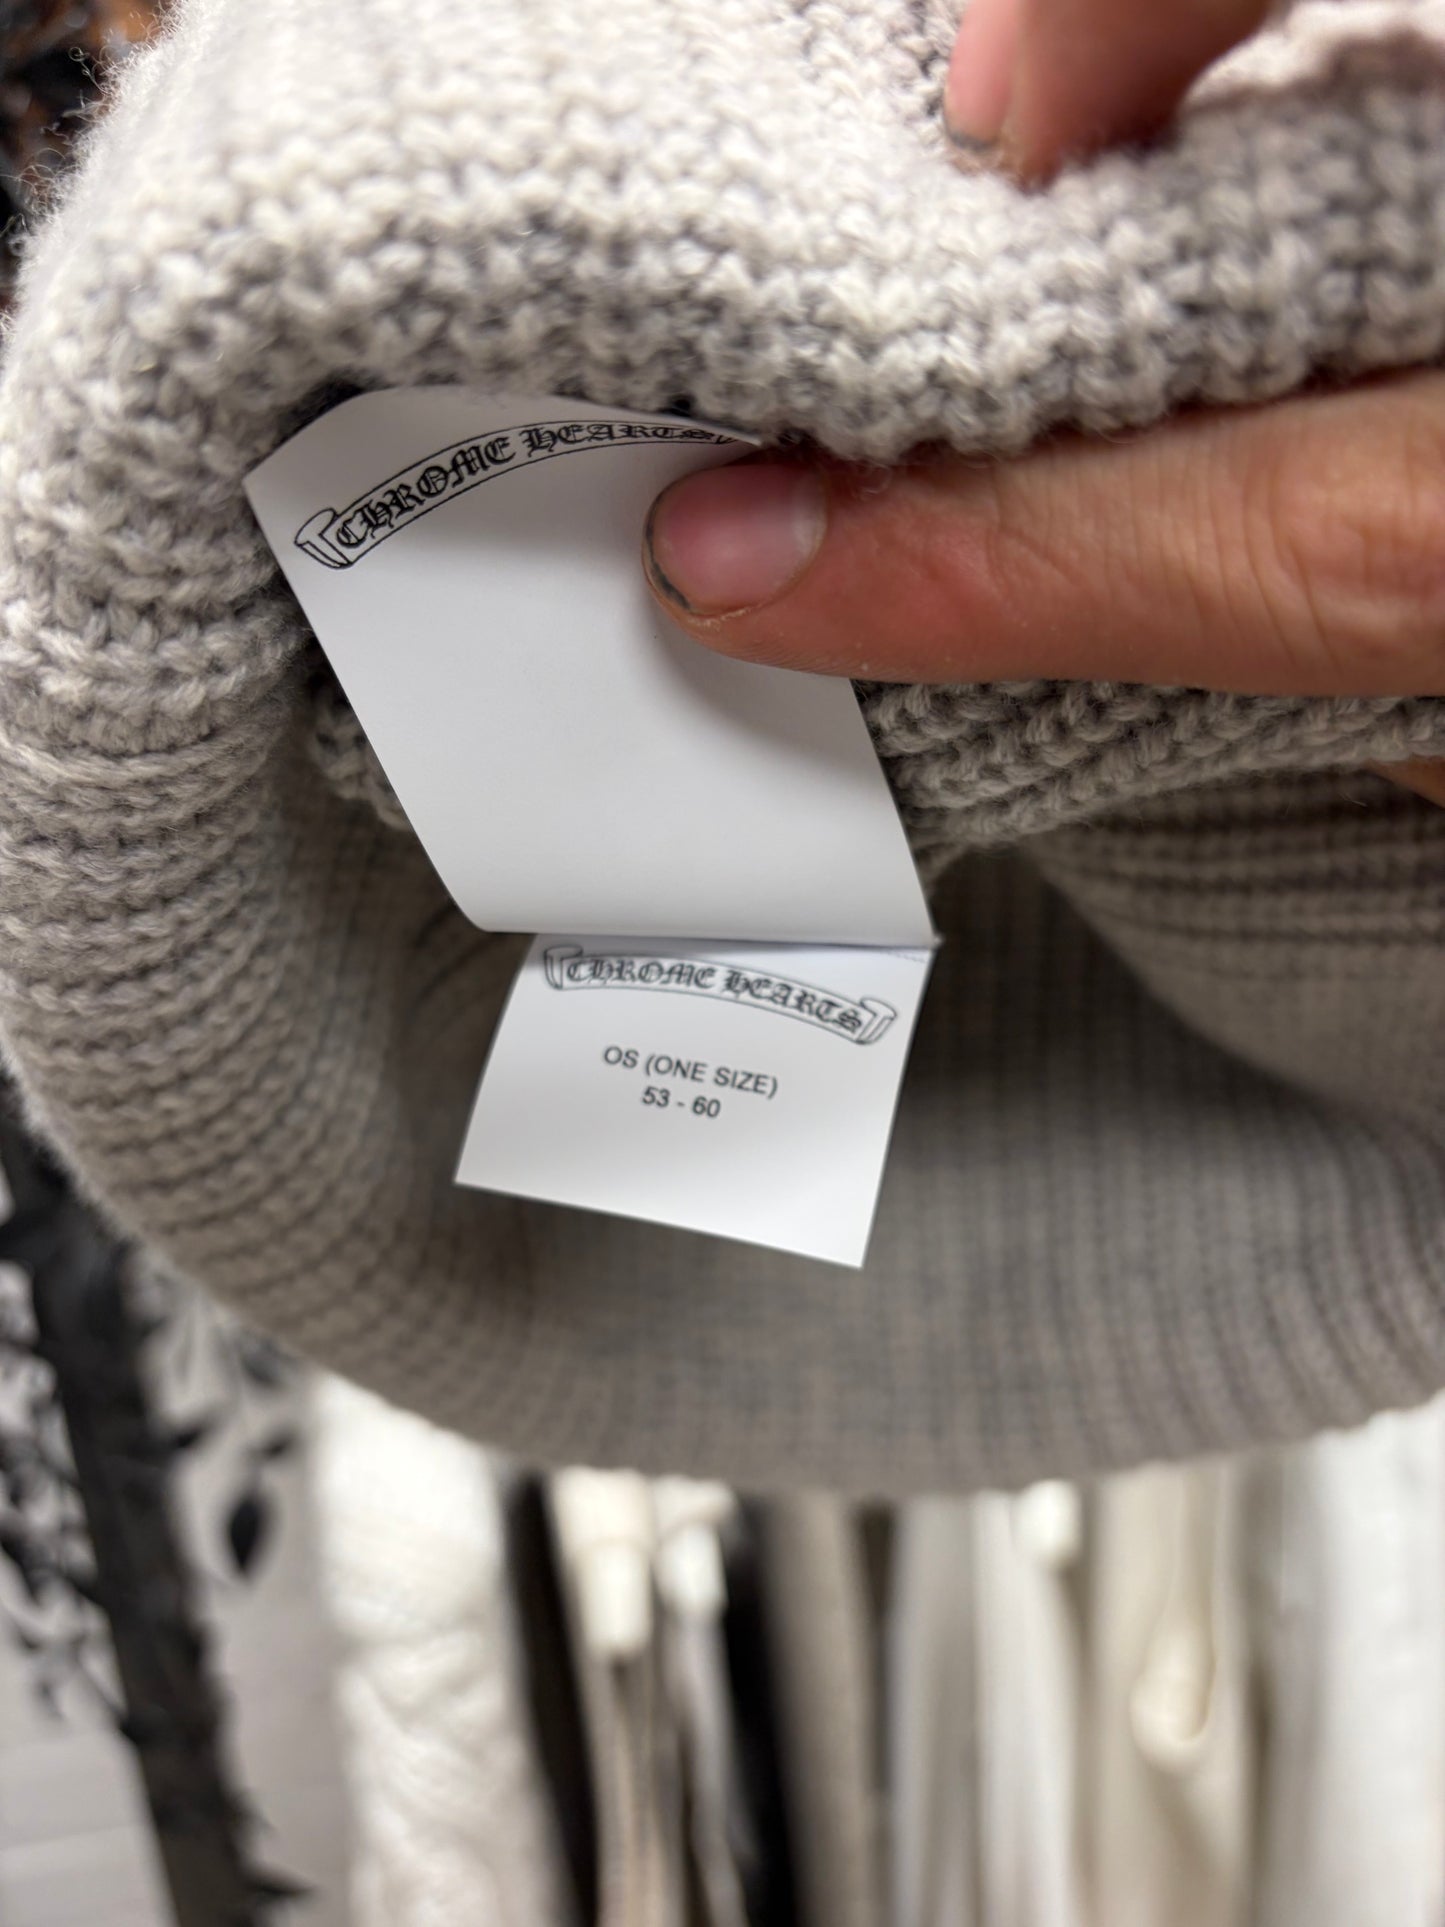 CHROME HEARTS
CHROME HEARTS
OS (ONE SIZE)
53 - 60